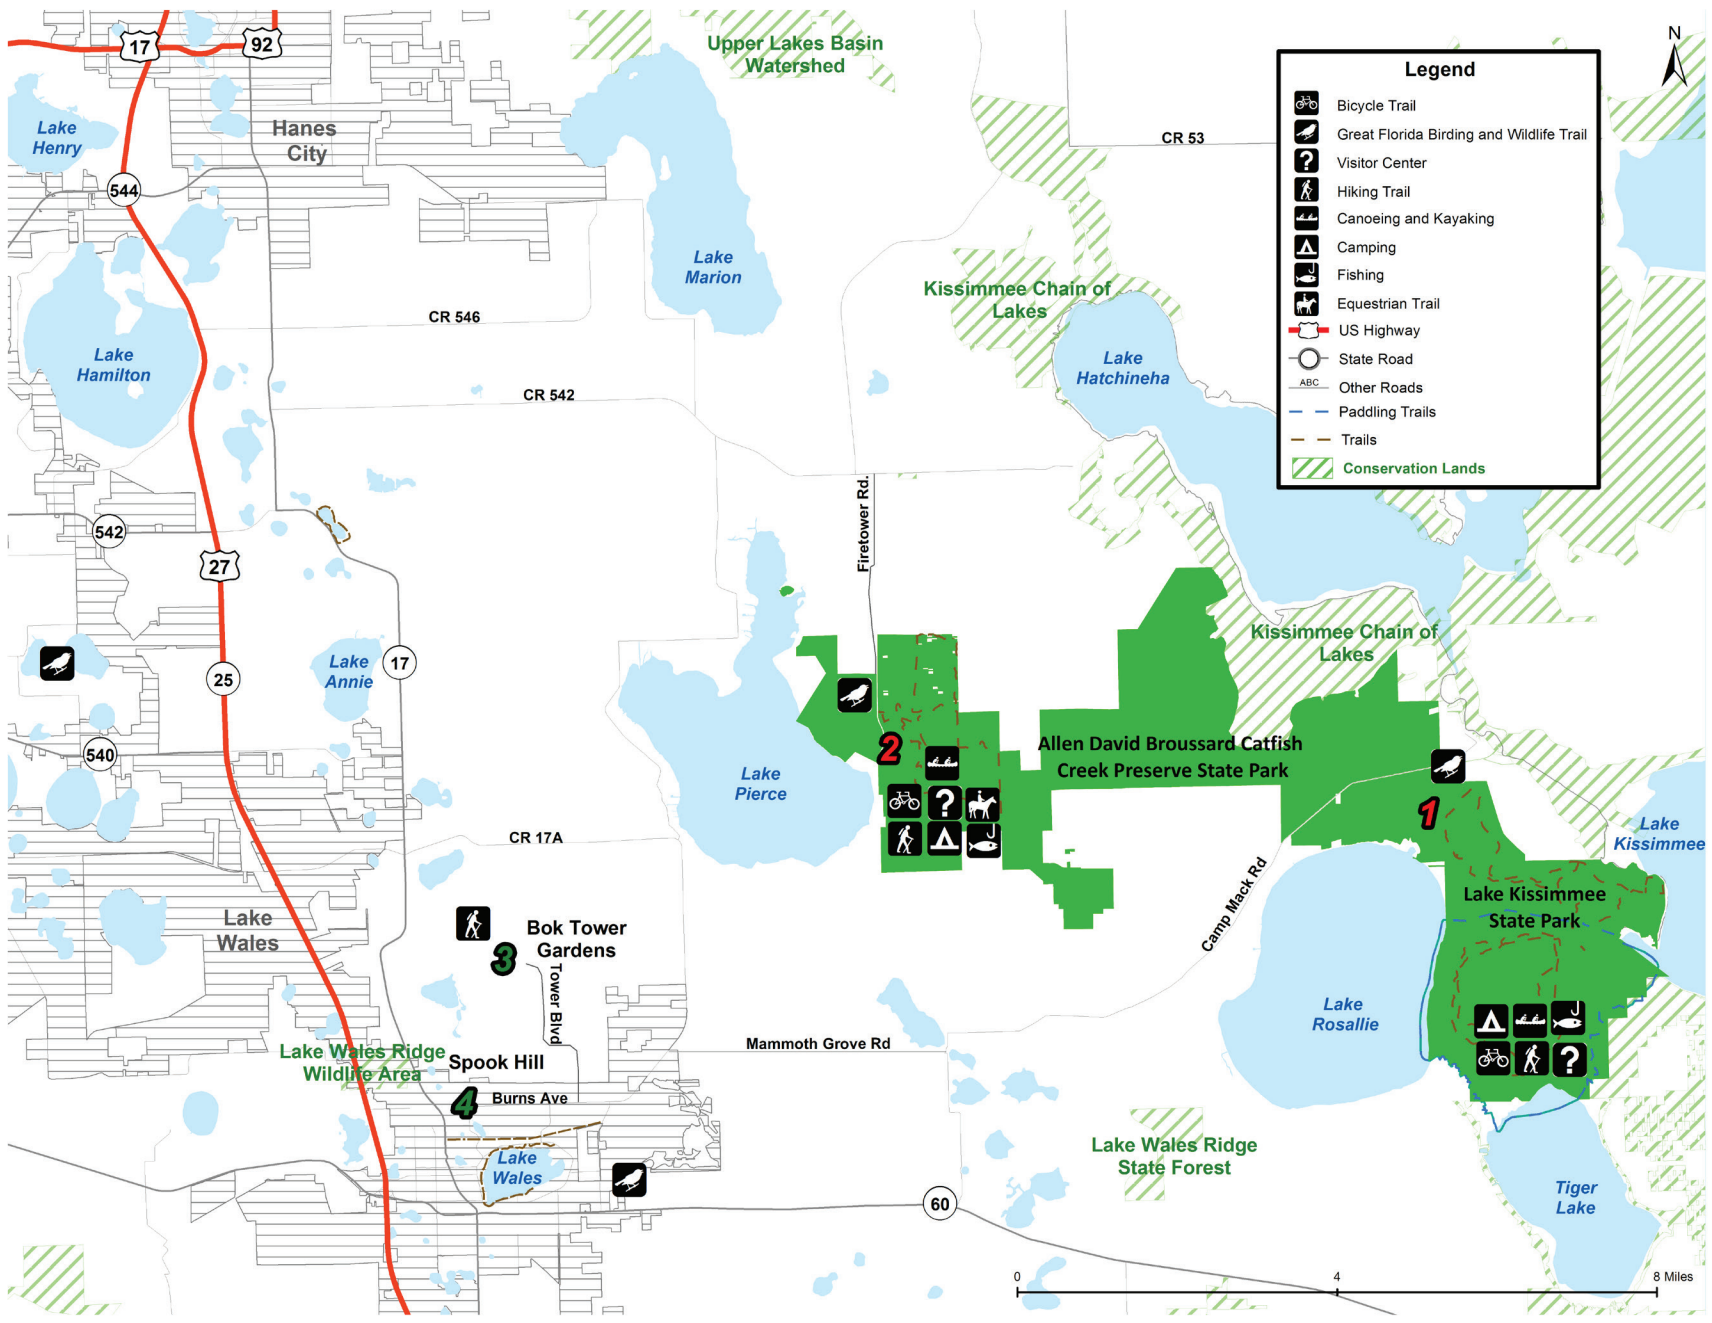 17
92
Upper Lakes Basin
Watershed
N
Legend
Bicycle Trail
Great Florida Birding and Wildlife Trail
? Visitor Center
Hiking Trail
Canoeing and Kayaking
Camping
Fishing
Equestrian Trail
US Highway
State Road
ABC Other Roads
Paddling Trails
Trails
Conservation Lands
Lake
Henry
Hanes
City
CR 53
544
Lake
Marion
Kissimmee Chain of
Lakes
CR 546
Lake
Hamilton
Lake
Hatchineha
CR 542
Firetower Rd.
542
27
Kissimmee Chain of
Lakes
Lake
Annie
17
25
540
2
Allen David Broussard Catfish
Creek Preserve State Park
Lake
Pierce
?
1
Lake
Kissimmee
CR 17A
Camp Mack Rd
Lake Kissimmee
State Park
Lake
Wales
Bok Tower
Gardens
3
Tower Blvd
Lake
Rosallie
?
Mammoth Grove Rd
Lake Wales Ridge
Wildlife Area
Spook Hill
4
Burns Ave
Lake
Wales
Lake Wales Ridge
State Forest
Tiger
Lake
60
0 4 8 Miles